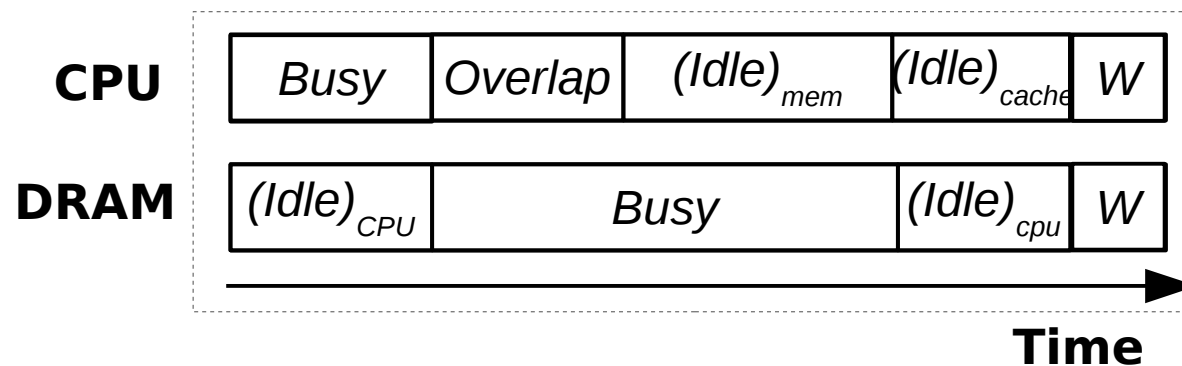 CPU Busy Overlap (Idle)mem (Idle)cache W
DRAM (Idle)CPU Busy (Idle)cpu W
Time